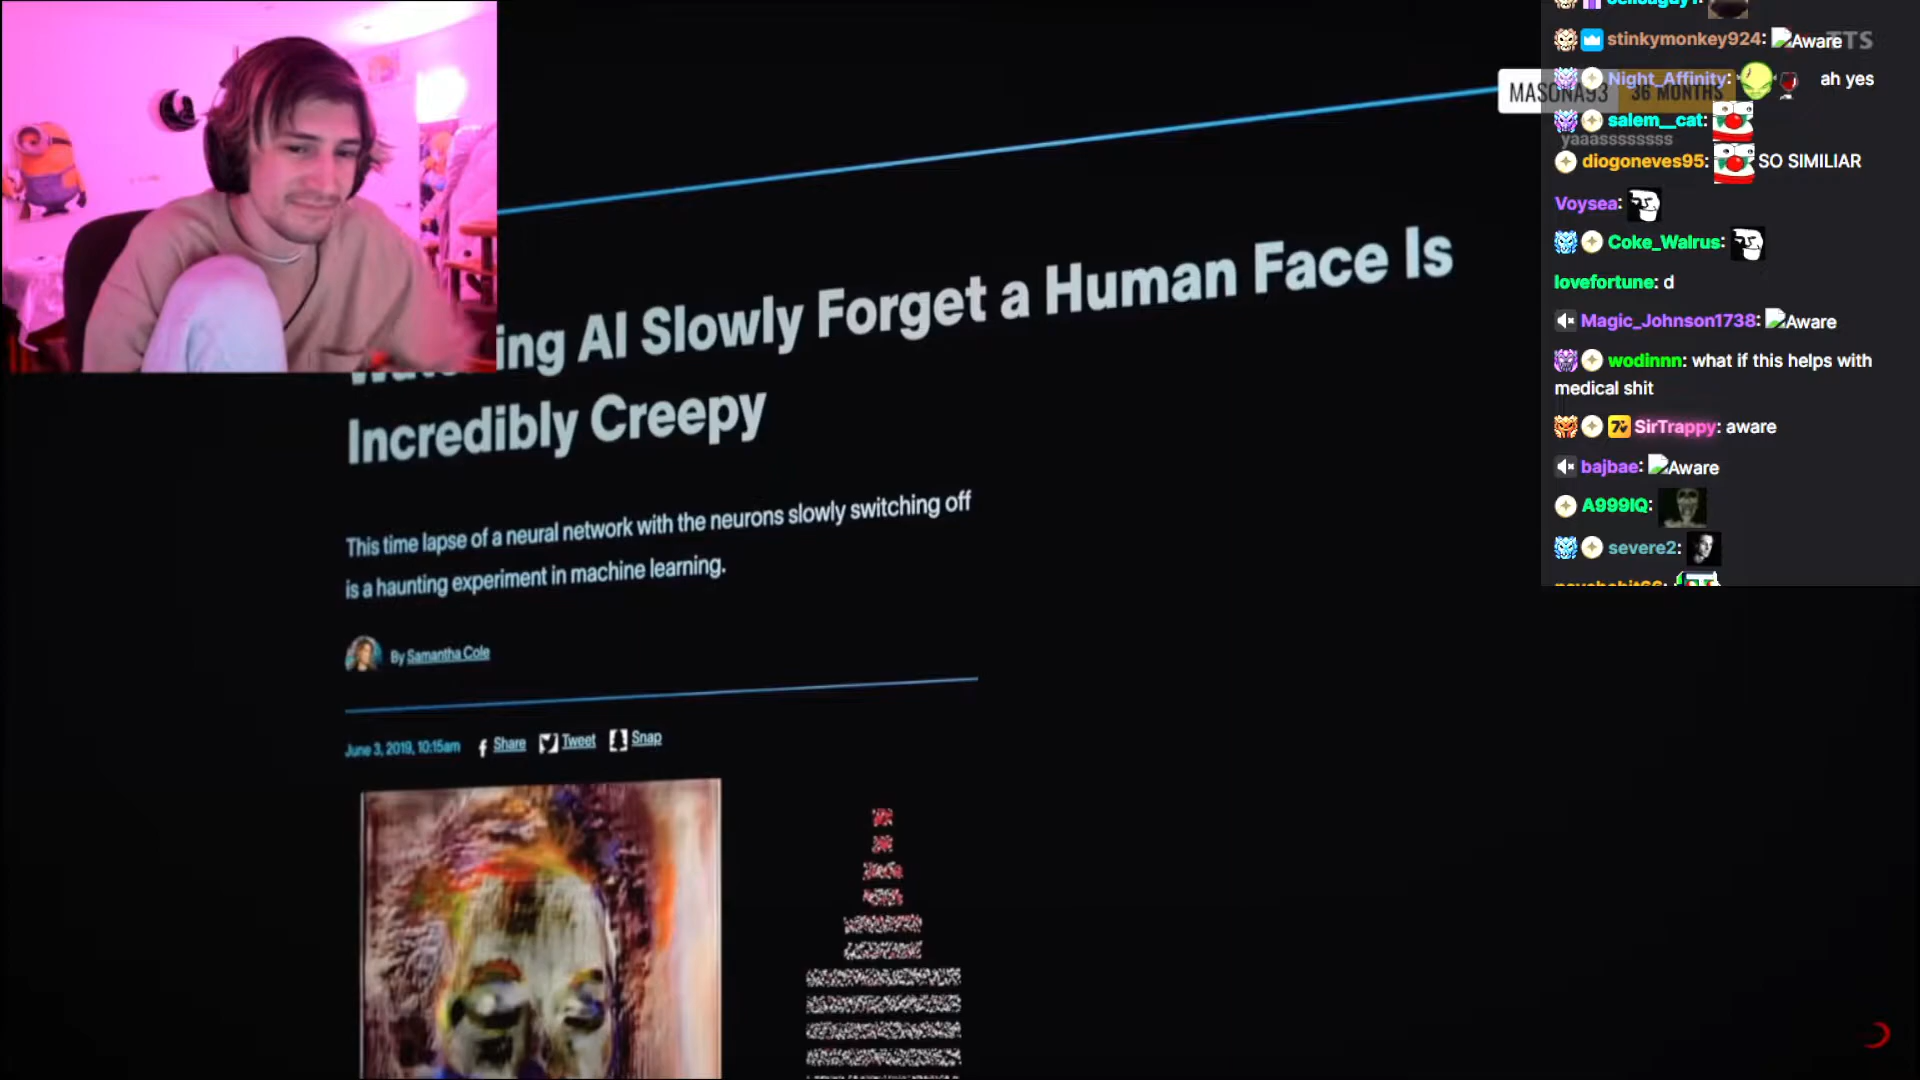 ing AI Slowly Forget a Human Face Is
Incredibly Creepy
This time lapse of a neural network with the neurons slowly switching off
is a haunting experiment in machine learning.
By Samantha Cole
June 3, 2019, 10:15am
Share
Tweet
Snap
MASONA93 36 MONTHS
TTS
stinkymonkey924: Aware
Night_Affinity: ah yes
salem__cat:
yaaassssssss
diogoneves95: SO SIMILIAR
Voysea:
Coke_Walrus:
lovefortune: d
Magic_Johnson1738: Aware
wodinnn: what if this helps with
medical shit
SirTrappy: aware
bajbae: Aware
A999IQ:
severe2: